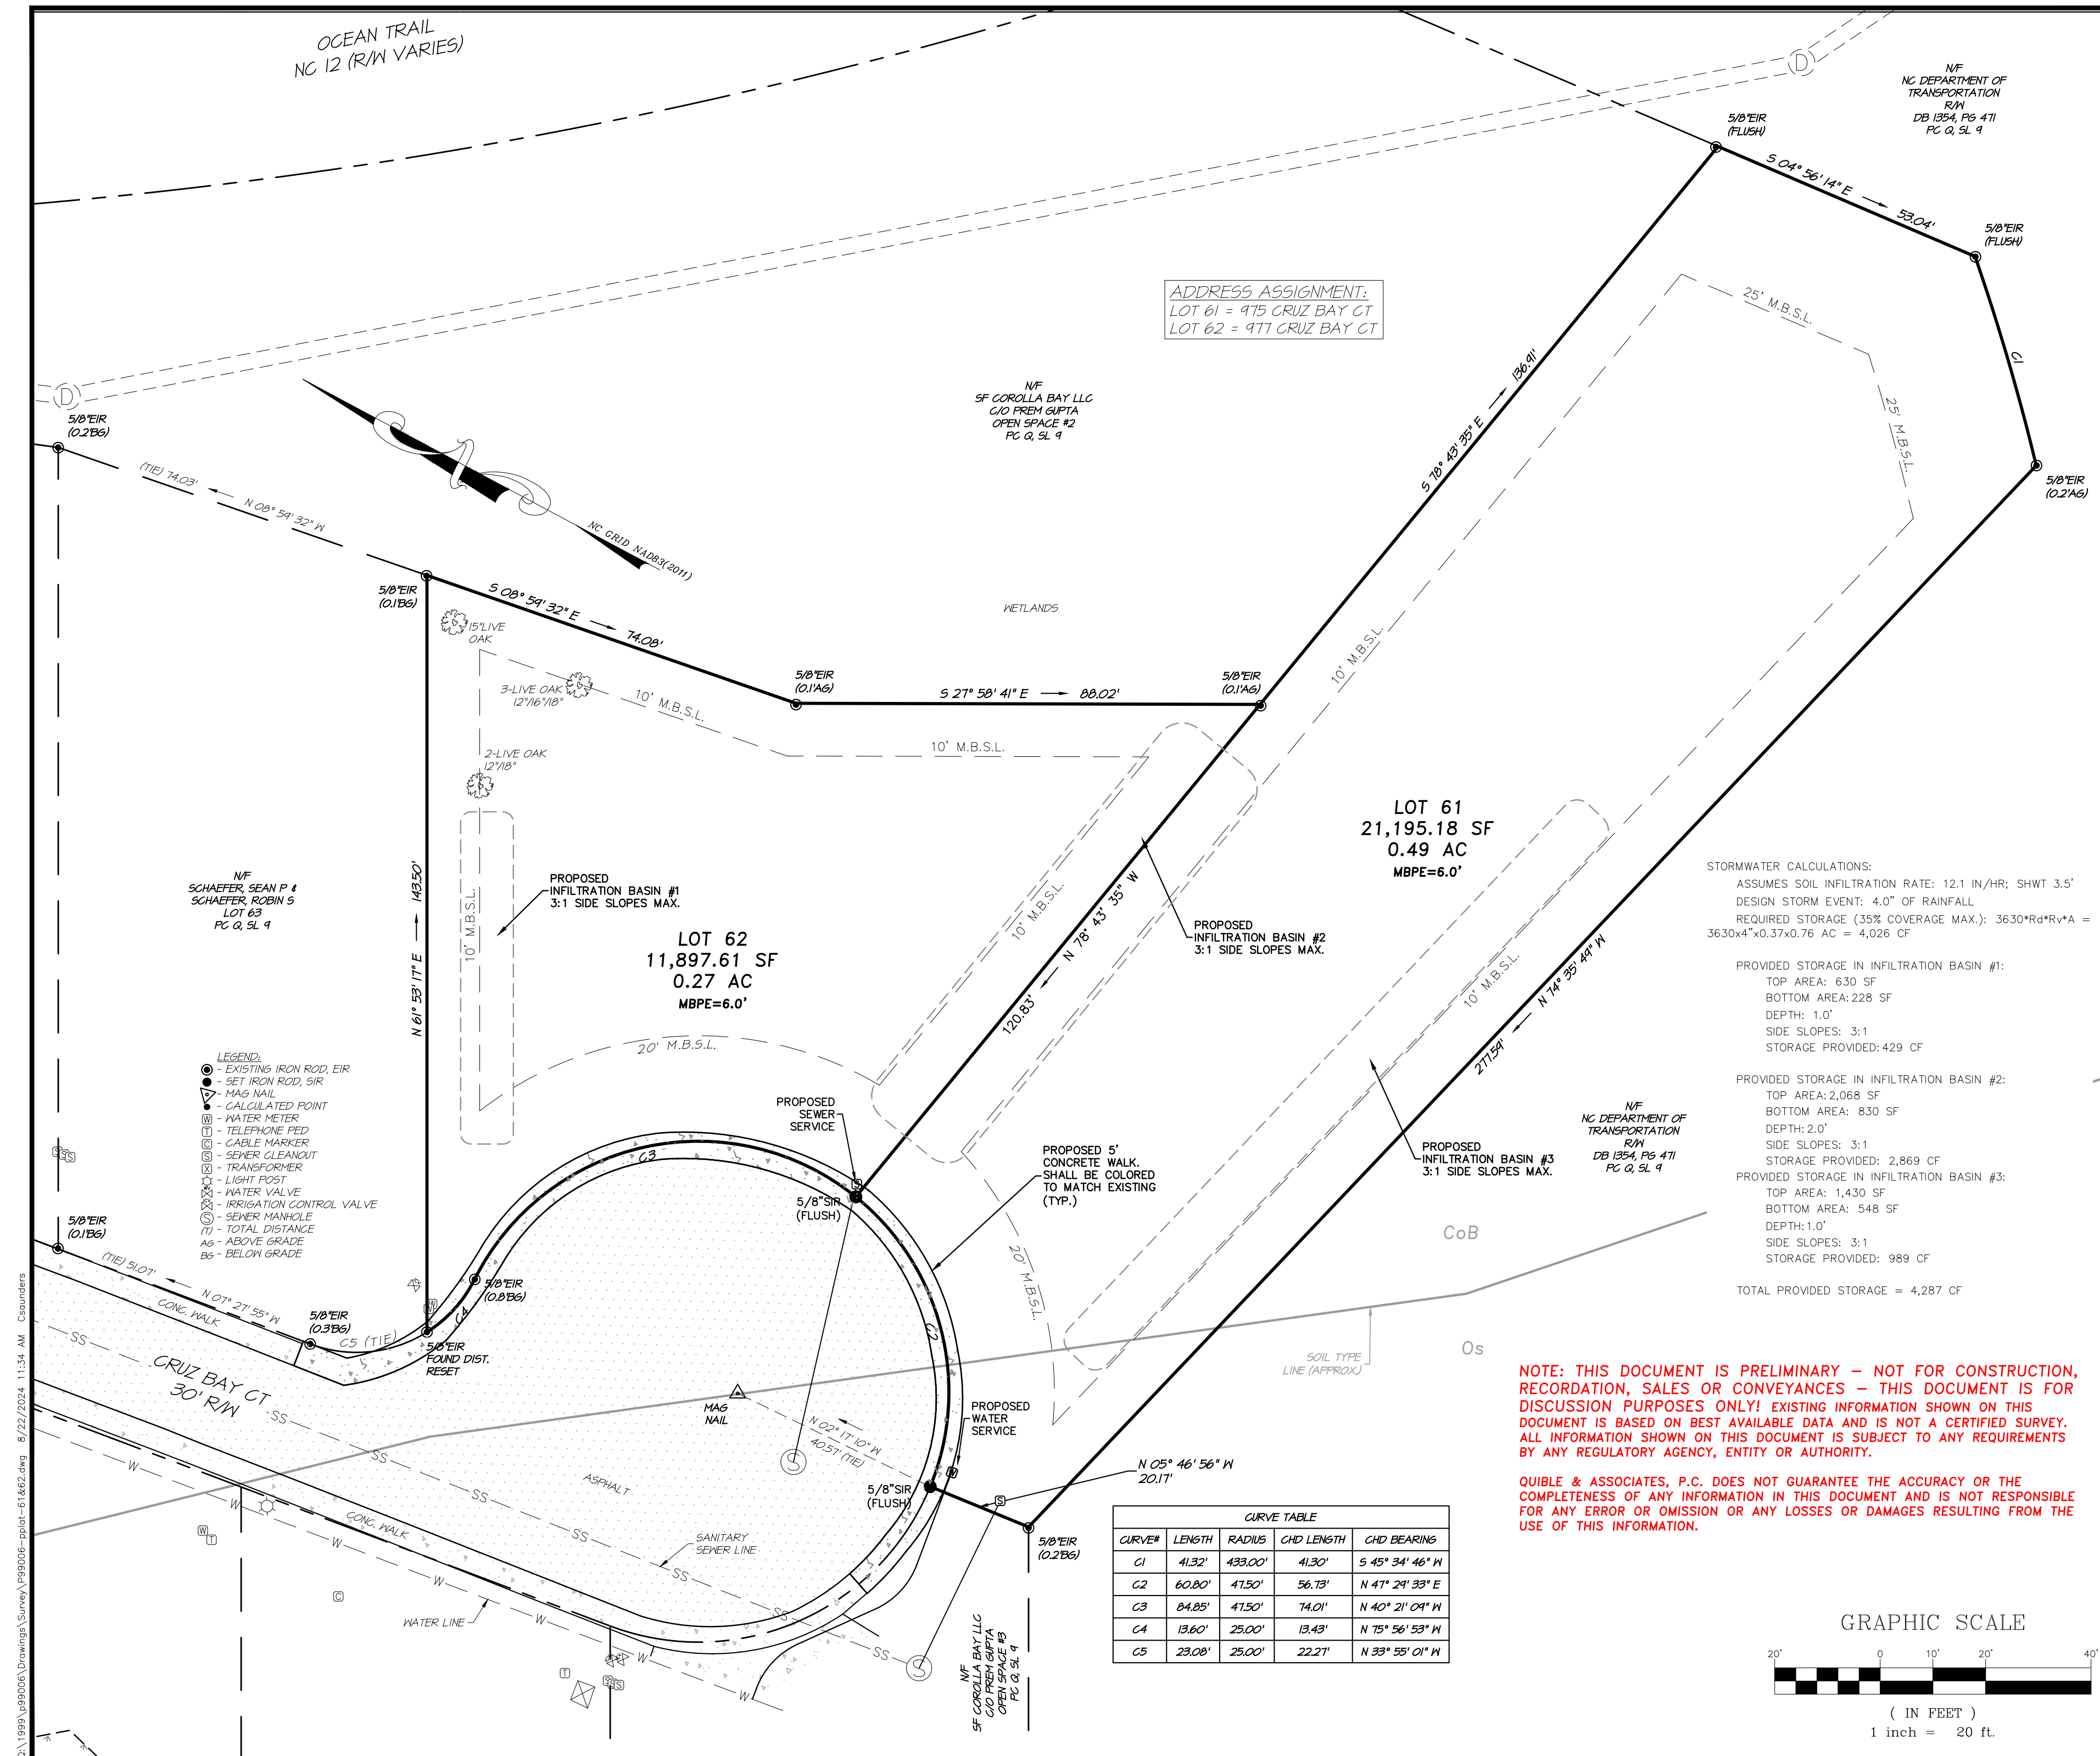 OCEAN TRAIL
NC 12 (R/W VARIES)
D
N/F
NC DEPARTMENT OF
TRANSPORTATION
R/W
DB 1354, PG 471
PC Q, SL 9
5/8"EIR
(FLUSH)
S 04° 56' 14" E
53.04'
5/8"EIR
(FLUSH)
25' M.B.S.L.
C1
25' M.B.S.L.
ADDRESS ASSIGNMENT:
LOT 61 = 975 CRUZ BAY CT
LOT 62 = 977 CRUZ BAY CT
D
5/8"EIR
(0.2'BG)
N/F
SF COROLLA BAY LLC
C/O PREM GUPTA
OPEN SPACE #2
PC Q, SL 9
S 78° 43' 35" E
136.91'
5/8"EIR
(0.2'AG)
(TIE) 74.03'
N 08° 59' 32" W
NC GRID NAD83(2011)
5/8"EIR
(0.1'BG)
S 08° 59' 32" E
74.08'
15"LIVE
OAK
WETLANDS
3-LIVE OAK
12"/16"/18"
10' M.B.S.L.
5/8"EIR
(0.1'AG)
S 27° 58' 41" E
88.02'
5/8"EIR
(0.1'AG)
10' M.B.S.L.
10' M.B.S.L.
2-LIVE OAK
12"/18"
N/F
SCHAEFER, SEAN P &
SCHAEFER, ROBIN S
LOT 63
PC Q, SL 9
N 61° 53' 17" E
143.50'
10' M.B.S.L.
PROPOSED
INFILTRATION BASIN #1
3:1 SIDE SLOPES MAX.
LOT 62
11,897.61 SF
0.27 AC
MBPE=6.0'
LOT 61
21,195.18 SF
0.49 AC
MBPE=6.0'
10' M.B.S.L.
120.83'
N 78° 43' 35" W
PROPOSED
INFILTRATION BASIN #2
3:1 SIDE SLOPES MAX.
10' M.B.S.L.
277.59'
N 74° 35' 49" W
STORMWATER CALCULATIONS:
ASSUMES SOIL INFILTRATION RATE: 12.1 IN/HR; SHWT 3.5'
DESIGN STORM EVENT: 4.0" OF RAINFALL
REQUIRED STORAGE (35% COVERAGE MAX.): 3630*Rd*Rv*A =
3630x4"x0.37x0.76 AC = 4,026 CF
PROVIDED STORAGE IN INFILTRATION BASIN #1:
TOP AREA: 630 SF
BOTTOM AREA: 228 SF
DEPTH: 1.0'
SIDE SLOPES: 3:1
STORAGE PROVIDED: 429 CF
PROVIDED STORAGE IN INFILTRATION BASIN #2:
TOP AREA: 2,068 SF
BOTTOM AREA: 830 SF
DEPTH: 2.0'
SIDE SLOPES: 3:1
STORAGE PROVIDED: 2,869 CF
PROVIDED STORAGE IN INFILTRATION BASIN #3:
TOP AREA: 1,430 SF
BOTTOM AREA: 548 SF
DEPTH: 1.0'
SIDE SLOPES: 3:1
STORAGE PROVIDED: 989 CF
TOTAL PROVIDED STORAGE = 4,287 CF
LEGEND:
- EXISTING IRON ROD, EIR
- SET IRON ROD, SIR
- MAG NAIL
- CALCULATED POINT
W - WATER METER
T - TELEPHONE PED
C - CABLE MARKER
S - SEWER CLEANOUT
X - TRANSFORMER
- LIGHT POST
- WATER VALVE
- IRRIGATION CONTROL VALVE
S - SEWER MANHOLE
(T) - TOTAL DISTANCE
AG - ABOVE GRADE
BG - BELOW GRADE
20' M.B.S.L.
PROPOSED
SEWER
SERVICE
PROPOSED 5'
CONCRETE WALK.
SHALL BE COLORED
TO MATCH EXISTING
(TYP.)
PROPOSED
INFILTRATION BASIN #3
3:1 SIDE SLOPES MAX.
N/F
NC DEPARTMENT OF
TRANSPORTATION
R/W
DB 1354, PG 471
PC Q, SL 9
C3
S
5/8"SIR
(FLUSH)
20' M.B.S.L.
CoB
Os
SOIL TYPE
LINE (APPROX.)
5/8"EIR
(0.1'BG)
(TIE) 51.07'
N 07° 27' 55" W
CONC. WALK
5/8"EIR
(0.3'BG)
C5 (TIE)
W
C4
5/8"EIR
(0.8'BG)
5/8"EIR
FOUND DIST.
RESET
C2
SS
CRUZ BAY CT
30' R/W
SS
SS
SS
SS
SS
SS
MAG
NAIL
N 02° 17' 10" W
40.57' (TIE)
S
ASPHALT
PROPOSED
WATER
SERVICE
W
5/8"SIR
(FLUSH)
N 05° 46' 56" W
20.17'
S
5/8"EIR
(0.2'BG)
SANITARY
SEWER LINE
CONC. WALK
WATER LINE
W
W
W
W
W
W
W
W
T
C
T
S
S
N/F
SF COROLLA BAY LLC
C/O PREM GUPTA
OPEN SPACE #3
PC Q, SL 9
CURVE TABLE
CURVE# LENGTH RADIUS CHD LENGTH CHD BEARING
C1 41.32' 433.00' 41.30' S 45° 34' 46" W
C2 60.80' 47.50' 56.73' N 47° 29' 33" E
C3 84.85' 47.50' 74.01' N 40° 21' 09" W
C4 13.60' 25.00' 13.43' N 75° 56' 53" W
C5 23.08' 25.00' 22.27' N 33° 55' 01" W
NOTE: THIS DOCUMENT IS PRELIMINARY – NOT FOR CONSTRUCTION,
RECORDATION, SALES OR CONVEYANCES – THIS DOCUMENT IS FOR
DISCUSSION PURPOSES ONLY! EXISTING INFORMATION SHOWN ON THIS
DOCUMENT IS BASED ON BEST AVAILABLE DATA AND IS NOT A CERTIFIED SURVEY.
ALL INFORMATION SHOWN ON THIS DOCUMENT IS SUBJECT TO ANY REQUIREMENTS
BY ANY REGULATORY AGENCY, ENTITY OR AUTHORITY.
QUIBLE & ASSOCIATES, P.C. DOES NOT GUARANTEE THE ACCURACY OR THE
COMPLETENESS OF ANY INFORMATION IN THIS DOCUMENT AND IS NOT RESPONSIBLE
FOR ANY ERROR OR OMISSION OR ANY LOSSES OR DAMAGES RESULTING FROM THE
USE OF THIS INFORMATION.
GRAPHIC SCALE
20' 0 10' 20' 40'
( IN FEET )
1 inch = 20 ft.
Q:\1999\p99006\Drawings\Survey\P99006-pplat-61&62.dwg 8/22/2024 11:34 AM Csaunders